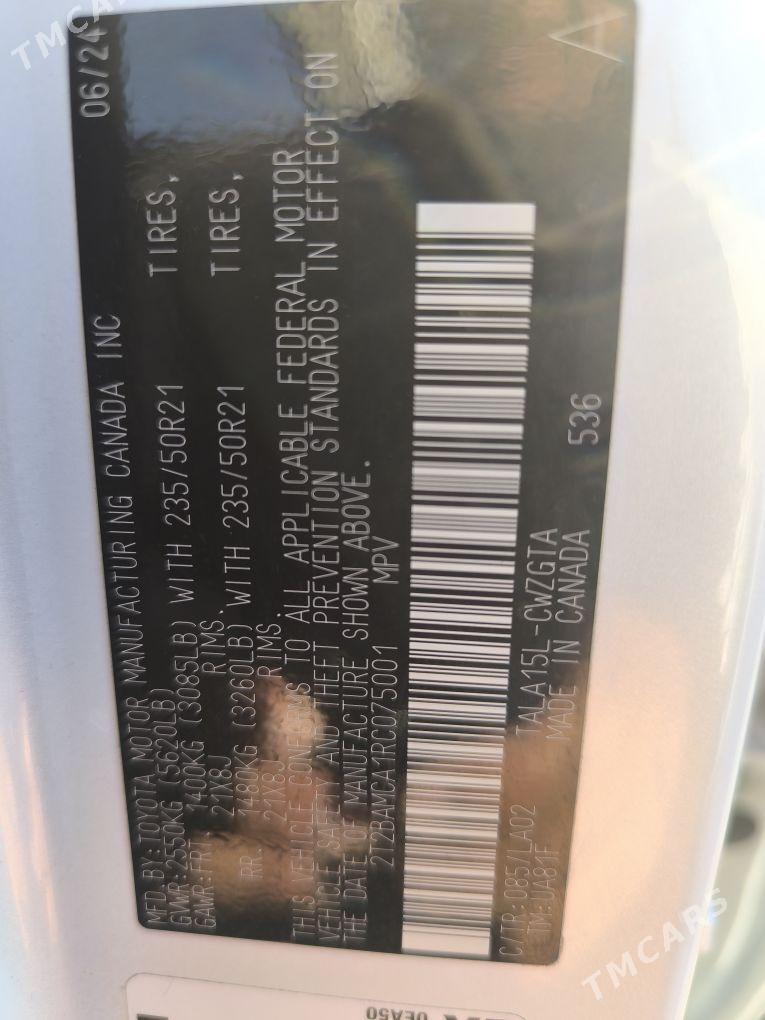 TMCARS
MFD. BY: TOYOTA MOTOR MANUFACTURING CANADA INC 06/24
GVWR: 2550KG (5620LB)
GAWR: FRT. 1400KG (3085LB) WITH 235/50R21 TIRES,
21X8J RIMS.
RR. 1480KG (3260LB) WITH 235/50R21 TIRES,
21X8J RIMS.
THIS VEHICLE CONFORMS TO ALL APPLICABLE FEDERAL MOTOR
VEHICLE SAFETY AND THEFT PREVENTION STANDARDS IN EFFECT ON
THE DATE OF MANUFACTURE SHOWN ABOVE.
2T2BAMCA1RC075001 MPV
C/TR: 085/LA02 TALA15L-CWZGTA 536
TM: UA81F MADE IN CANADA
A
0EA50
TMCARS